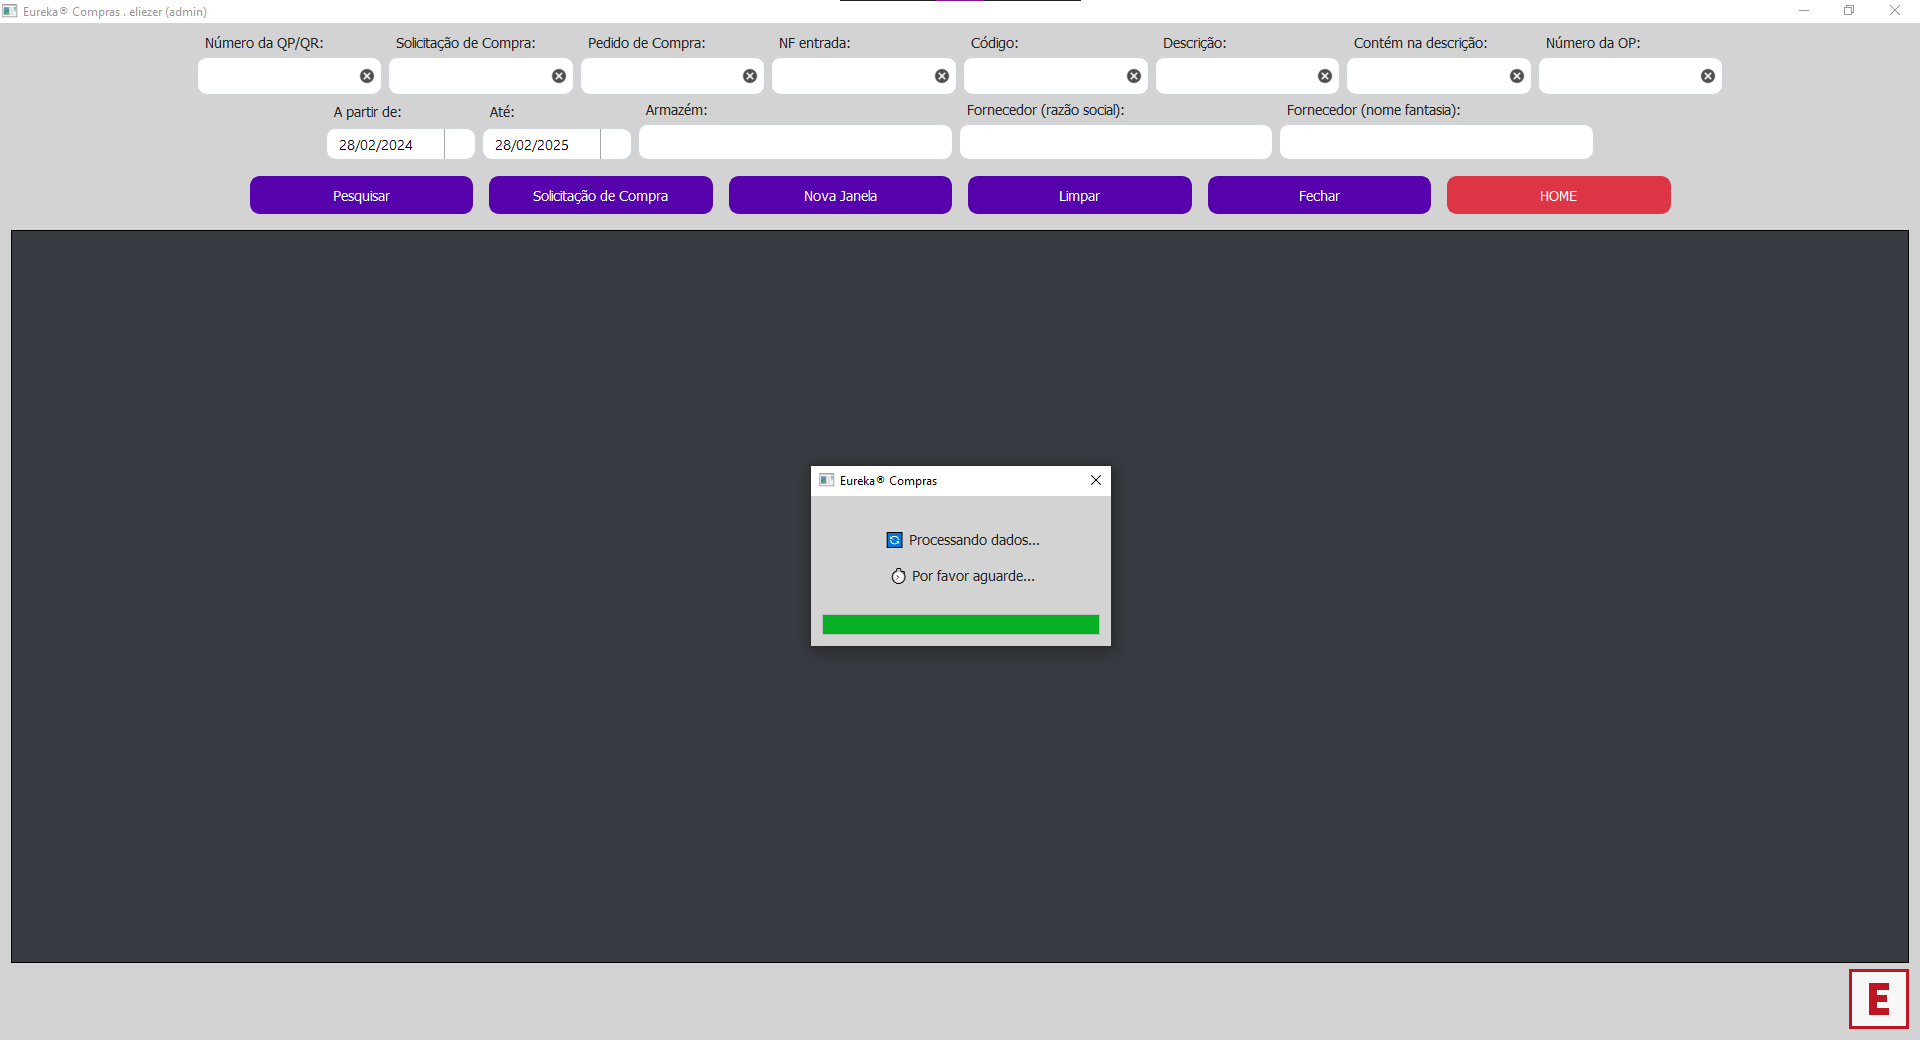 Eureka® Compras . eliezer (admin)
Número da QP/QR: Solicitação de Compra: Pedido de Compra: NF entrada: Código: Descrição: Contém na descrição: Número da OP:
A partir de: Até: Armazém: Fornecedor (razão social): Fornecedor (nome fantasia):
28/02/2024 28/02/2025
Pesquisar Solicitação de Compra Nova Janela Limpar Fechar HOME
Eureka® Compras
Processando dados...
Por favor aguarde...
E